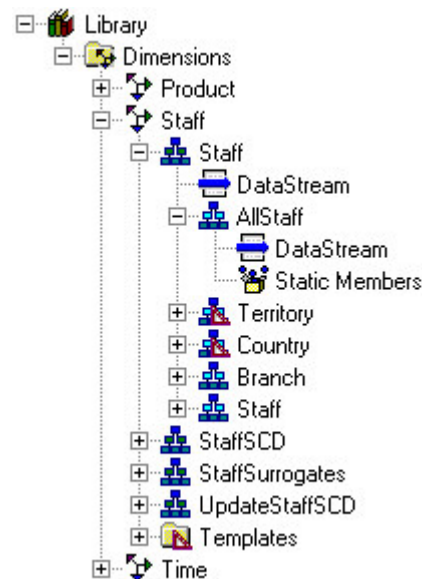 Library
Dimensions
Product
Staff
Staff
DataStream
AllStaff
DataStream
Static Members
Territory
Country
Branch
Staff
StaffSCD
StaffSurrogates
UpdateStaffSCD
Templates
Time